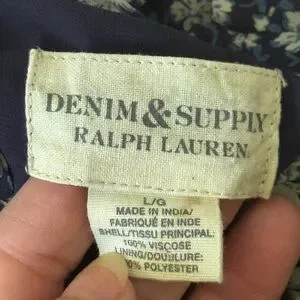 DENIM & SUPPLY
RALPH LAUREN
L/G
MADE IN INDIA/
FABRIQUÉ EN INDE
SHELL/TISSU PRINCIPAL:
100% VISCOSE
LINING/DOUBLURE:
100% POLYESTER